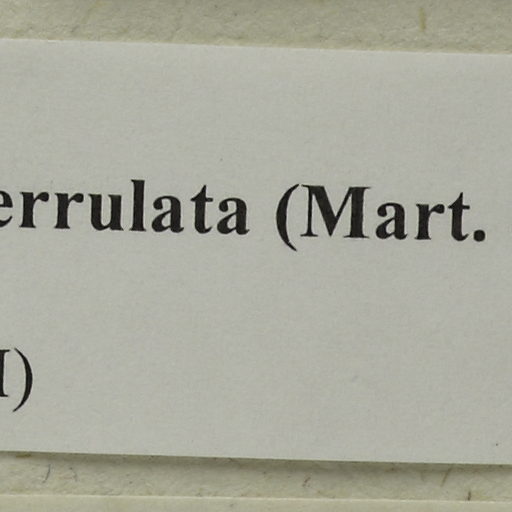 errulata (Mart.
I)